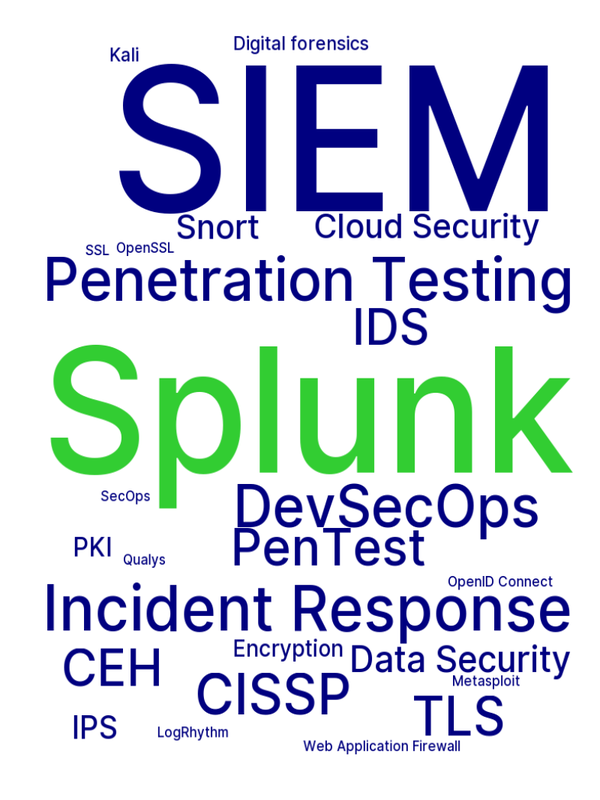 Digital forensics
Kali
SIEM
Snort
Cloud Security
SSL
OpenSSL
Penetration Testing
IDS
Splunk
SecOps
DevSecOps
PKI
PenTest
Qualys
OpenID Connect
Incident Response
Encryption
CEH
Data Security
Metasploit
CISSP
TLS
IPS
LogRhythm
Web Application Firewall